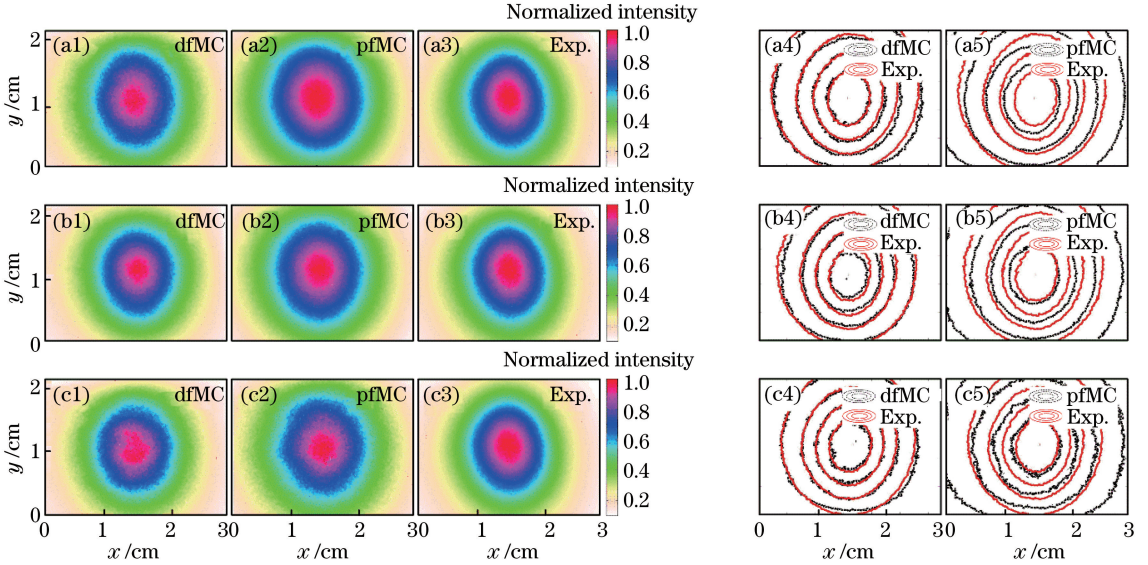 Normalized intensity
2 (a1) dfMC (a2) pfMC (a3) Exp. 1.0 (a4) dfMC (a5) pfMC
Exp. Exp.
0.8
y /cm 1 0.6
0.4
0.2
0
Normalized intensity
2 (b1) dfMC (b2) pfMC (b3) Exp. 1.0 (b4) dfMC (b5) pfMC
Exp. Exp.
0.8
y /cm 1 0.6
0.4
0.2
0
Normalized intensity
2 (c1) dfMC (c2) pfMC (c3) Exp. 1.0 (c4) dfMC (c5) pfMC
Exp. Exp.
0.8
y /cm 1 0.6
0.4
0.2
0
0 1 2 30 1 2 30 1 2 3 0 1 2 30 1 2 3
x /cm x /cm x /cm x /cm x /cm